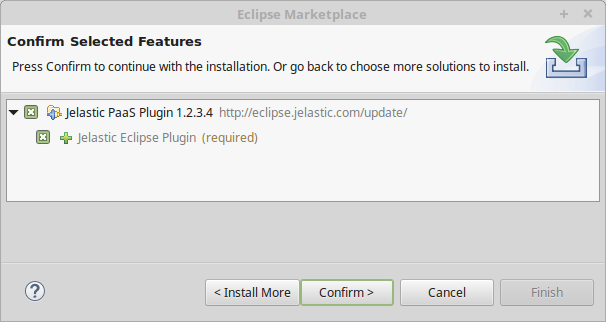 Eclipse Marketplace
Confirm Selected Features
Press Confirm to continue with the installation. Or go back to choose more solutions to install.
Jelastic PaaS Plugin 1.2.3.4 http://eclipse.jelastic.com/update/
Jelastic Eclipse Plugin (required)
? < Install More Confirm > Cancel Finish